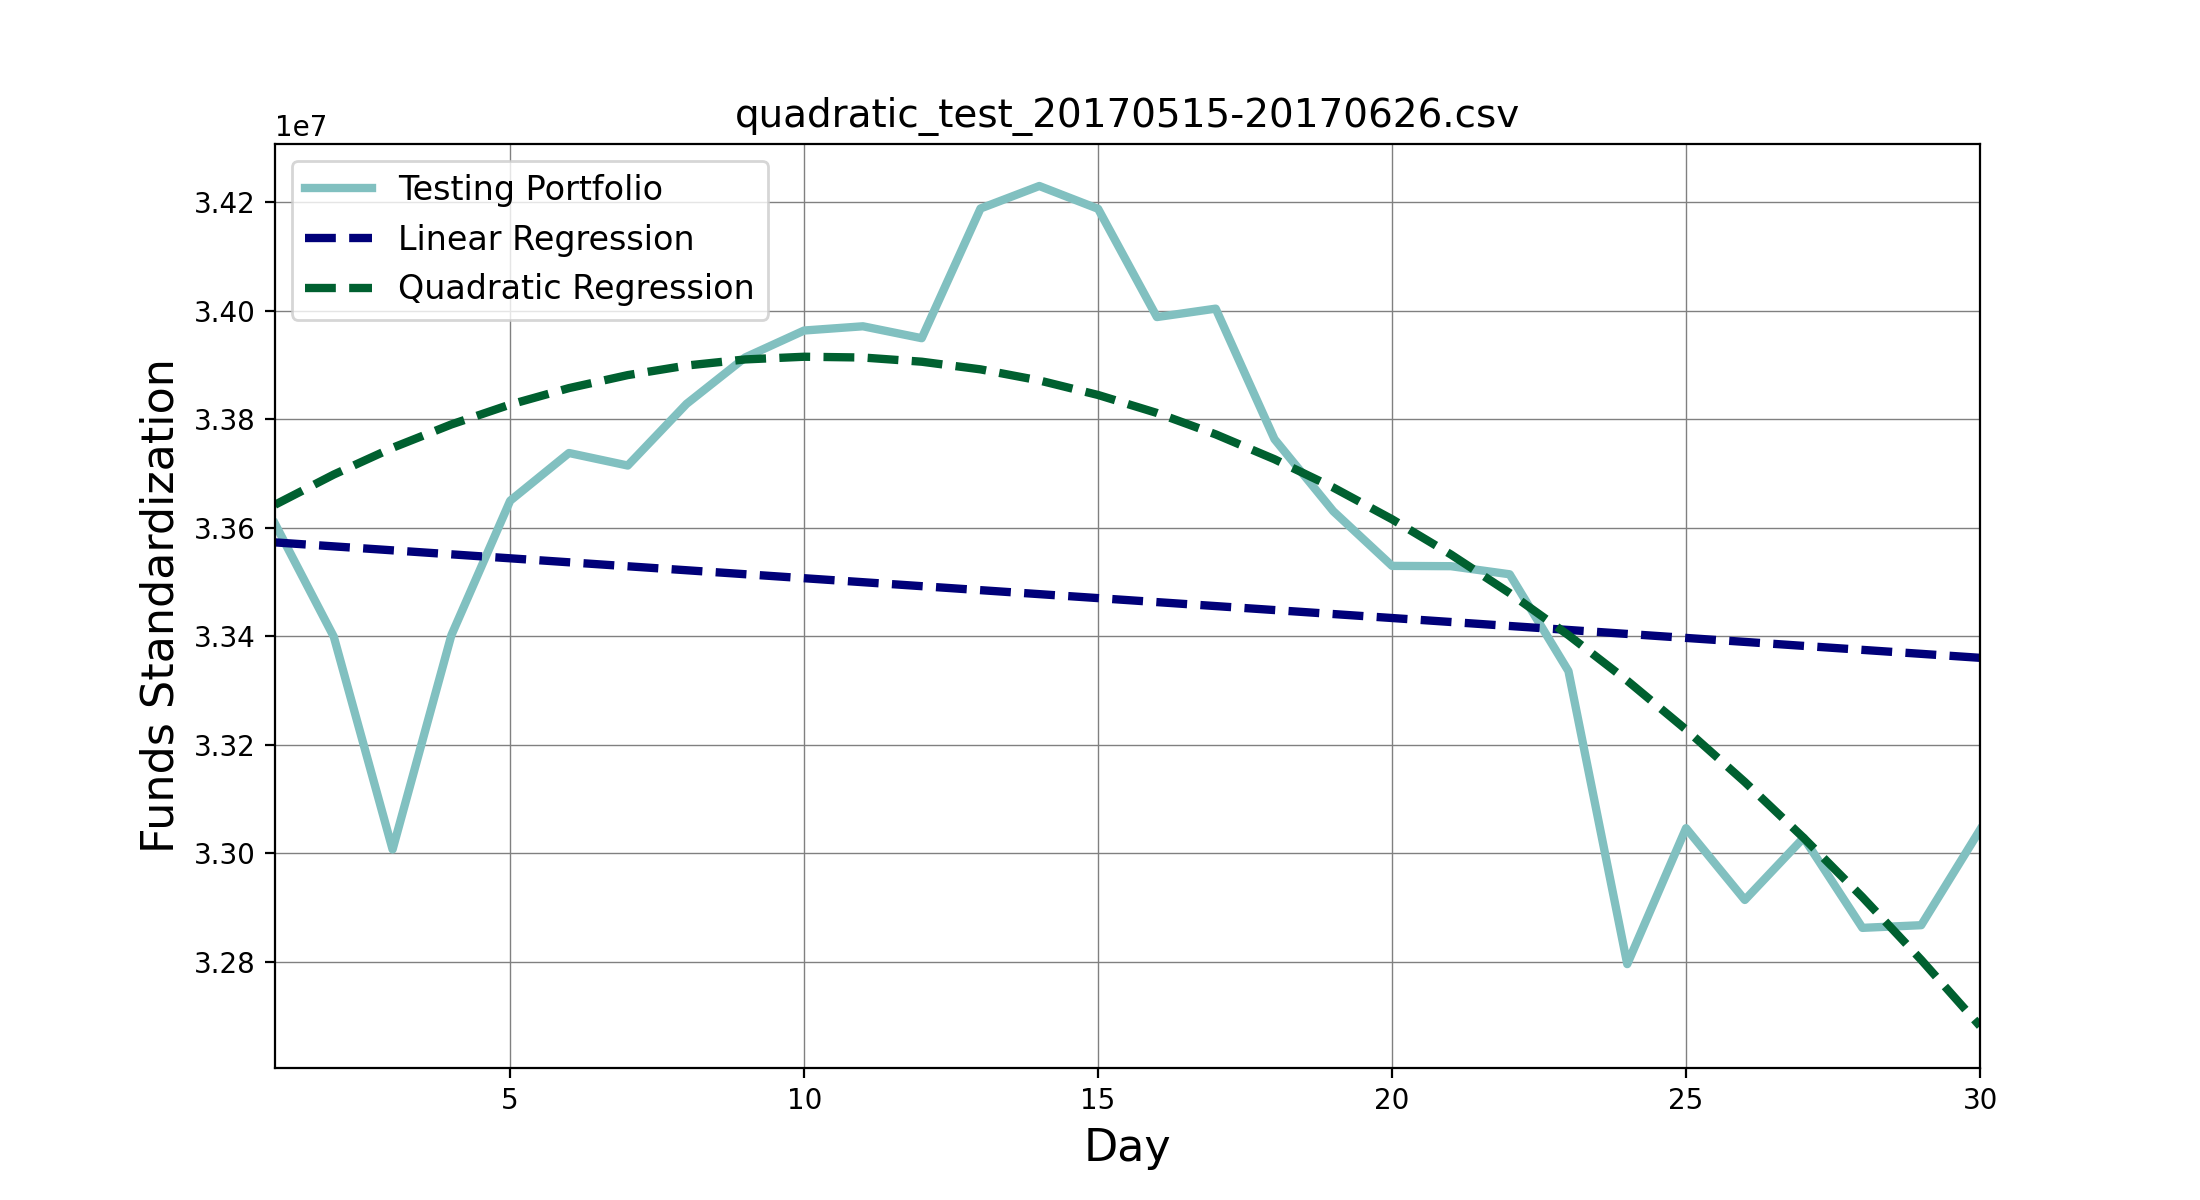 quadratic_test_20170515-20170626.csv
1e7
Testing Portfolio
Linear Regression
Quadratic Regression
3.42
3.40
3.38
3.36
3.34
3.32
3.30
3.28
Funds Standardization
5 10 15 20 25 30
Day